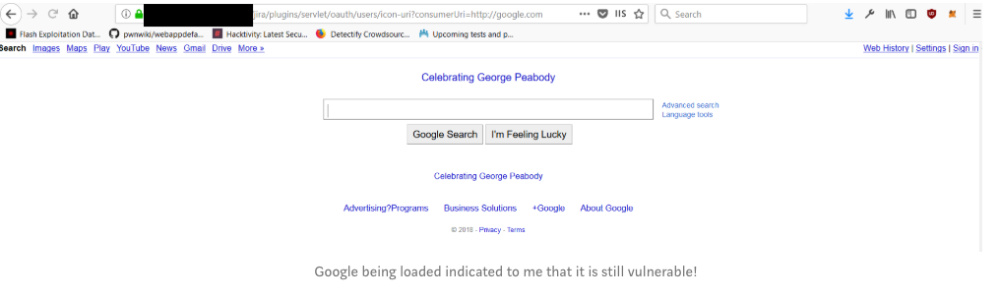 jira/plugins/servlet/oauth/users/icon-uri?consumerUri=http://google.com
Search
Flash Exploitation Dat...
pwnwiki/webappdefa...
Hacktivity: Latest Secu...
Detectify Crowdsourc...
Upcoming tests and p...
Search Images Maps Play YouTube News Gmail Drive More »
Web History | Settings | Sign in
Celebrating George Peabody
Advanced search
Language tools
Google Search
I'm Feeling Lucky
Celebrating George Peabody
Advertising?Programs Business Solutions +Google About Google
© 2018 - Privacy - Terms
Google being loaded indicated to me that it is still vulnerable!